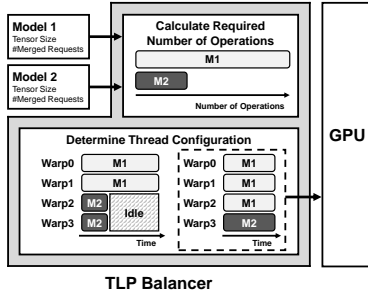 Model 1
Tensor Size
#Merged Requests
Model 2
Tensor Size
#Merged Requests
Calculate Required
Number of Operations
M1
M2
Number of Operations
Determine Thread Configuration
Warp0 M1
Warp1 M1
Warp2 M2
Warp3 M2
Idle
Time
Warp0 M1
Warp1 M1
Warp2 M1
Warp3 M2
Time
GPU
TLP Balancer